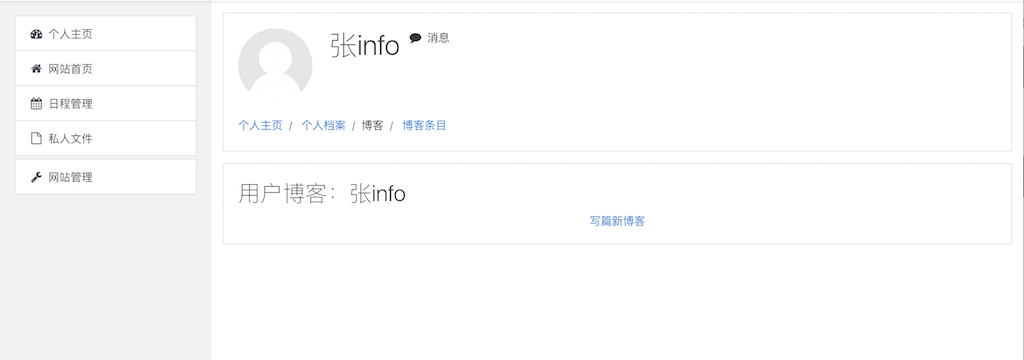 个人主页
网站首页
日程管理
私人文件
网站管理
张info 消息
个人主页 / 个人档案 / 博客 / 博客条目
用户博客：张info
写篇新博客